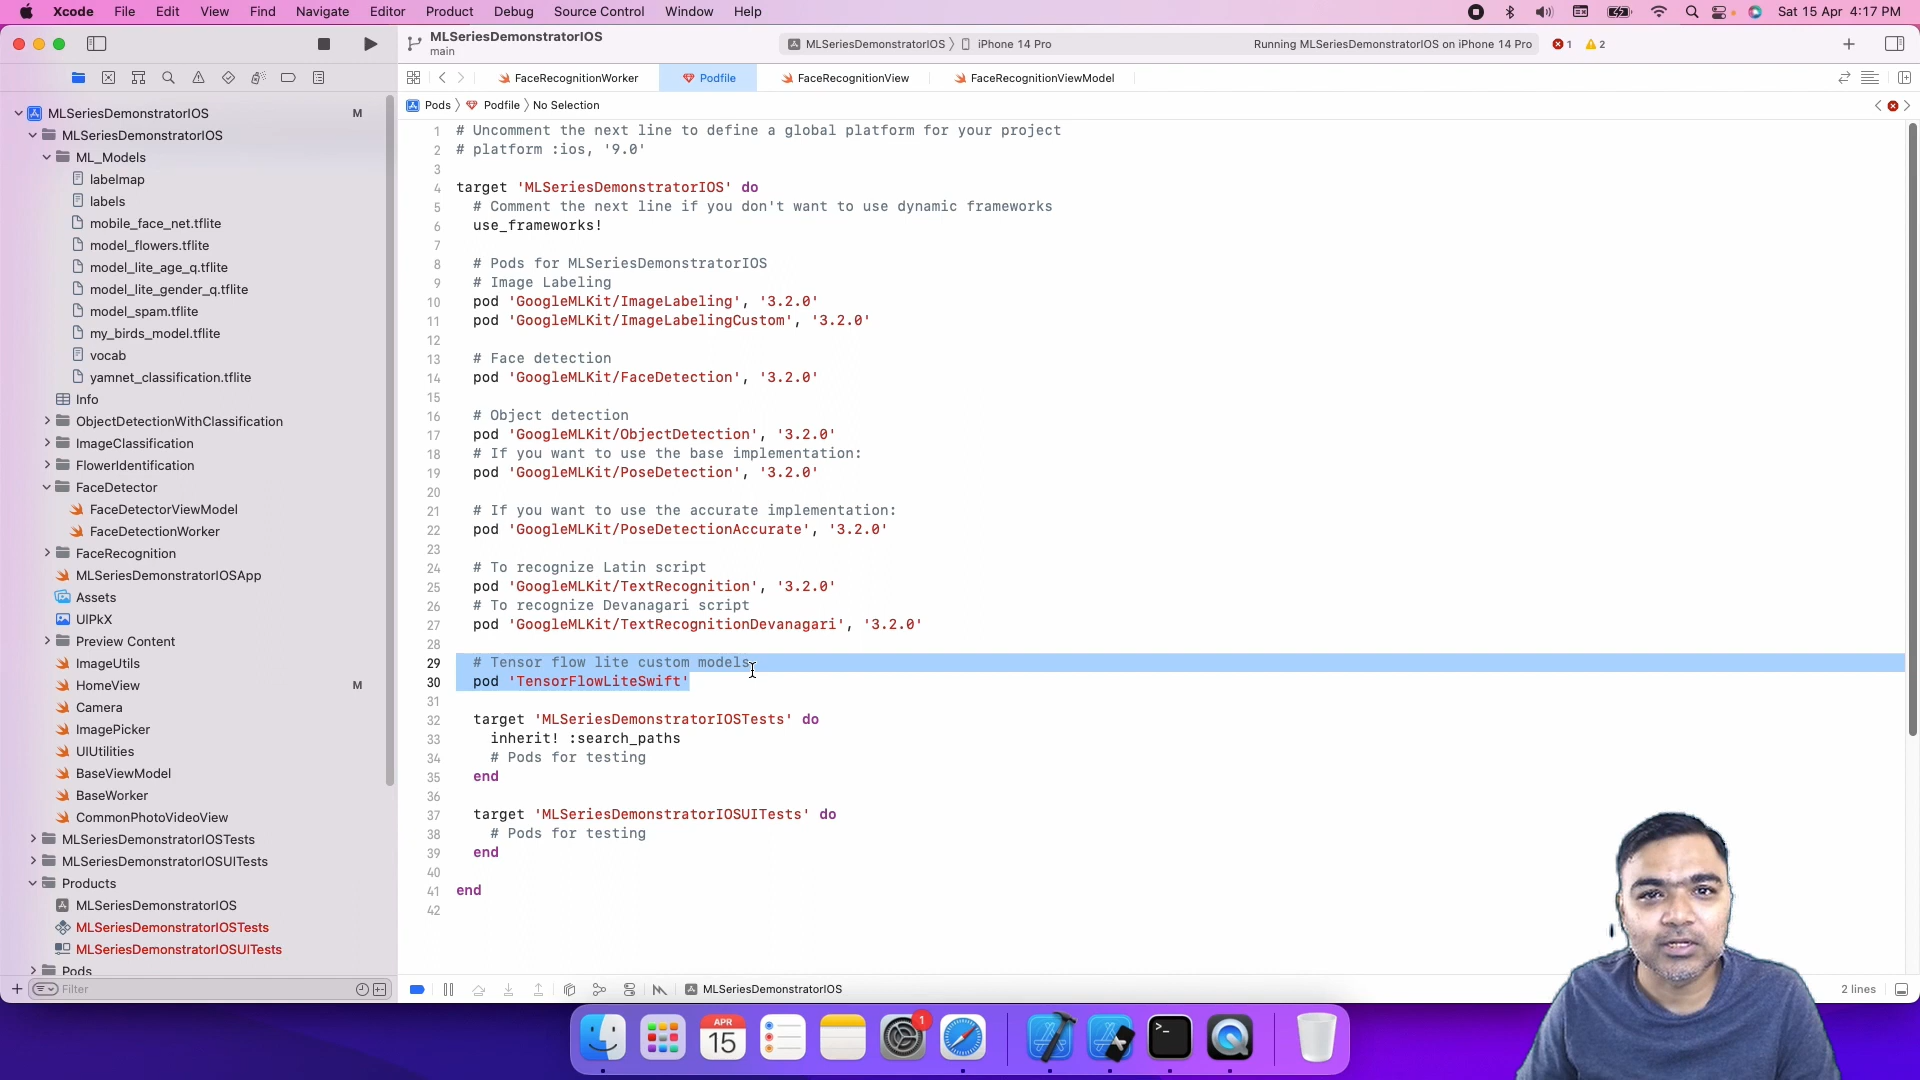 Xcode File Edit View Find Navigate Editor Product Debug Source Control Window Help Sat 15 Apr 4:17 PM
MLSeriesDemonstratorIOS
main
MLSeriesDemonstratorIOS iPhone 14 Pro Running MLSeriesDemonstratorIOS on iPhone 14 Pro 1 2
FaceRecognitionWorker Podfile FaceRecognitionView FaceRecognitionViewModel
Pods Podfile No Selection
MLSeriesDemonstratorIOS M
MLSeriesDemonstratorIOS
ML_Models
labelmap
labels
mobile_face_net.tflite
model_flowers.tflite
model_lite_age_q.tflite
model_lite_gender_q.tflite
model_spam.tflite
my_birds_model.tflite
vocab
yamnet_classification.tflite
Info
ObjectDetectionWithClassification
ImageClassification
FlowerIdentification
FaceDetector
FaceDetectorViewModel
FaceDetectionWorker
FaceRecognition
MLSeriesDemonstratorIOSApp
Assets
UIPkX
Preview Content
ImageUtils
HomeView M
Camera
ImagePicker
UIUtilities
BaseViewModel
BaseWorker
CommonPhotoVideoView
MLSeriesDemonstratorIOSTests
MLSeriesDemonstratorIOSUITests
Products
MLSeriesDemonstratorIOS
MLSeriesDemonstratorIOSTests
MLSeriesDemonstratorIOSUITests
Pods
Filter
1 # Uncomment the next line to define a global platform for your project
2 # platform :ios, '9.0'
3
4 target 'MLSeriesDemonstratorIOS' do
5 # Comment the next line if you don't want to use dynamic frameworks
6 use_frameworks!
7
8 # Pods for MLSeriesDemonstratorIOS
9 # Image Labeling
10 pod 'GoogleMLKit/ImageLabeling', '3.2.0'
11 pod 'GoogleMLKit/ImageLabelingCustom', '3.2.0'
12
13 # Face detection
14 pod 'GoogleMLKit/FaceDetection', '3.2.0'
15
16 # Object detection
17 pod 'GoogleMLKit/ObjectDetection', '3.2.0'
18 # If you want to use the base implementation:
19 pod 'GoogleMLKit/PoseDetection', '3.2.0'
20
21 # If you want to use the accurate implementation:
22 pod 'GoogleMLKit/PoseDetectionAccurate', '3.2.0'
23
24 # To recognize Latin script
25 pod 'GoogleMLKit/TextRecognition', '3.2.0'
26 # To recognize Devanagari script
27 pod 'GoogleMLKit/TextRecognitionDevanagari', '3.2.0'
28
29 # Tensor flow lite custom models
30 pod 'TensorFlowLiteSwift'
31
32 target 'MLSeriesDemonstratorIOSTests' do
33 inherit! :search_paths
34 # Pods for testing
35 end
36
37 target 'MLSeriesDemonstratorIOSUITests' do
38 # Pods for testing
39 end
40
41 end
42
MLSeriesDemonstratorIOS 2 lines
APR
15
1